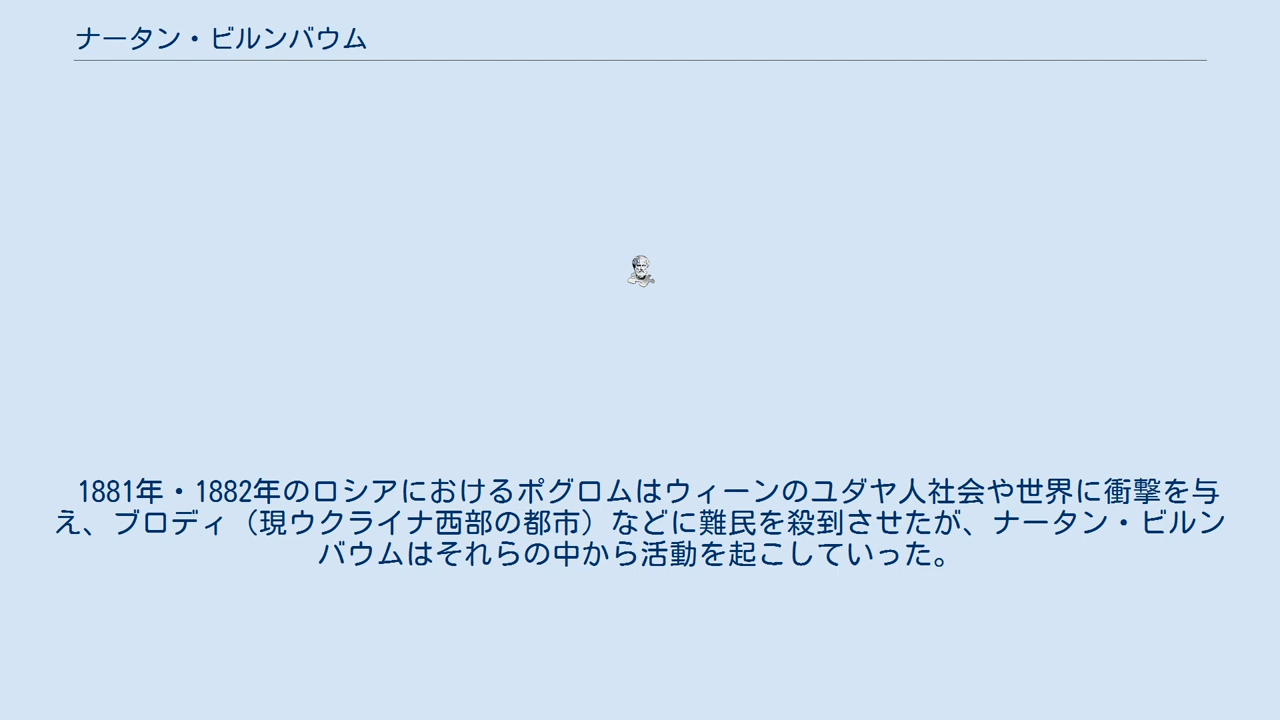 ナータン・ビルンバウム
1881年・1882年のロシアにおけるポグロムはウィーンのユダヤ人社会や世界に衝撃を与
え、ブロディ（現ウクライナ西部の都市）などに難民を殺到させたが、ナータン・ビルン
バウムはそれらの中から活動を起こしていった。